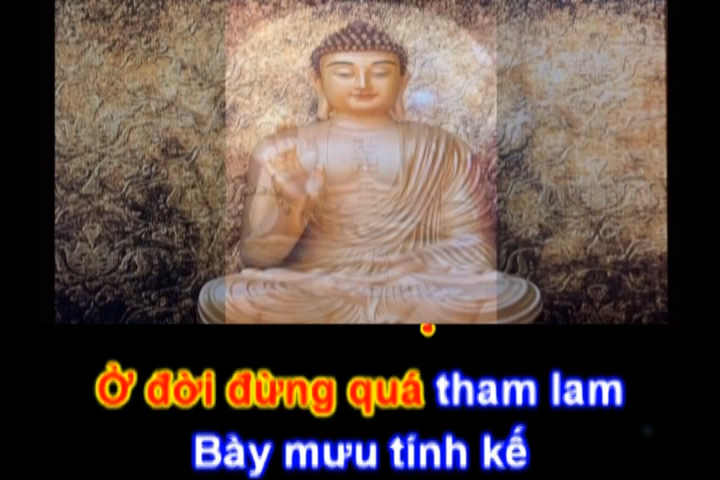 Ở đời đừng quá tham lam
Bày mưu tính kế